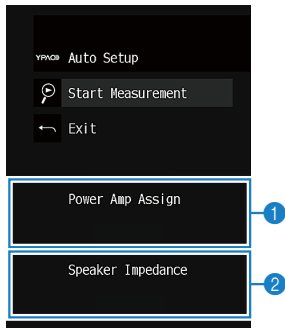 YPAO Auto Setup
Start Measurement
Exit
Power Amp Assign
1
Speaker Impedance
2